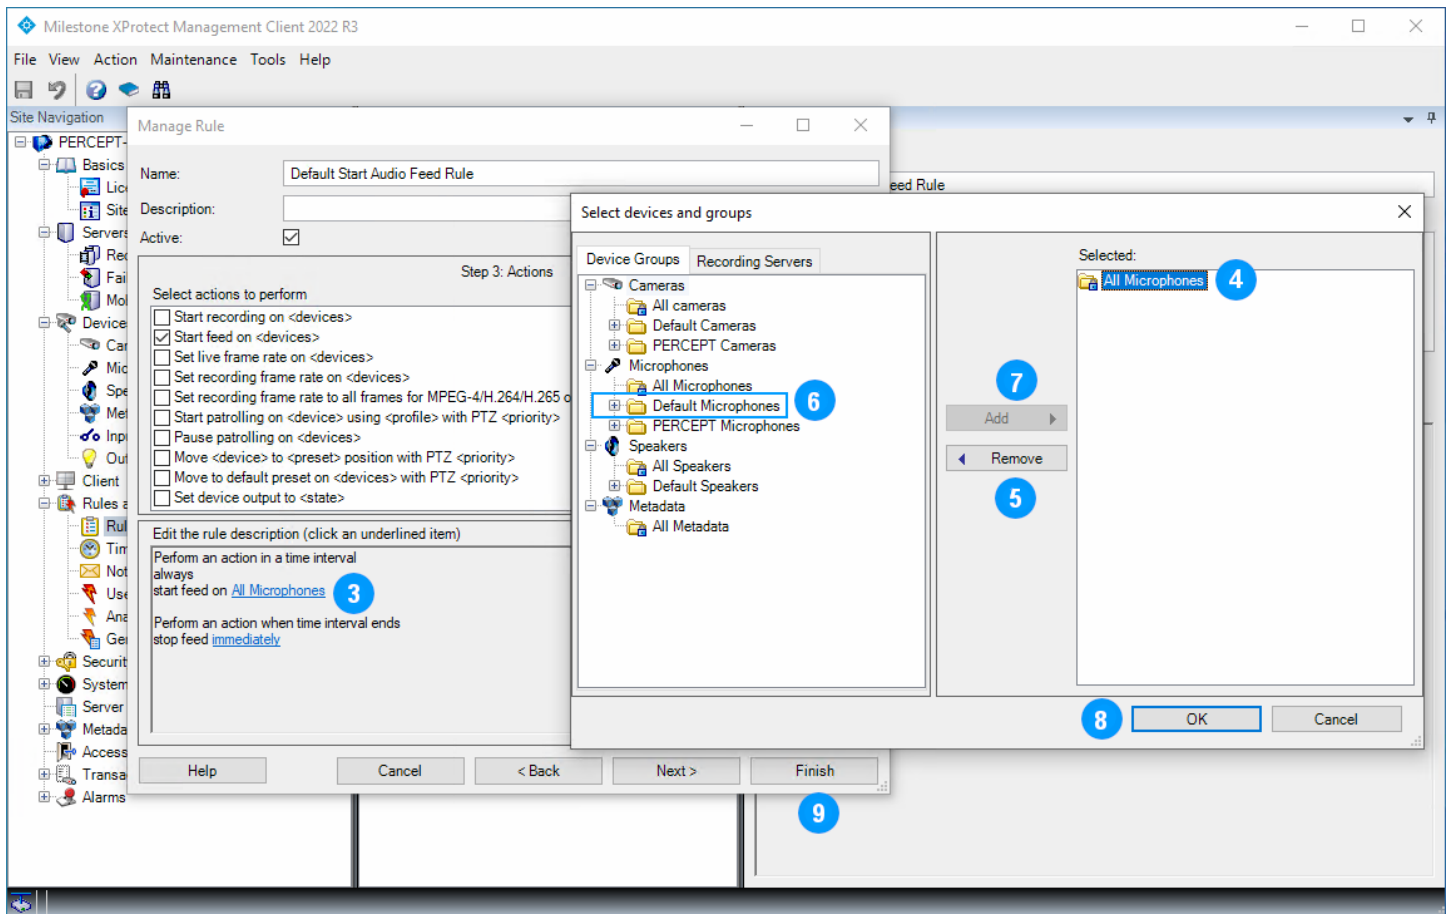 Milestone XProtect Management Client 2022 R3
File View Action Maintenance Tools Help
Site Navigation
PERCEPT-
Basics
Lice
Site
Servers
Rec
Fai
Mo
Device
Car
Mic
Spe
Met
Inp
Out
Client
Rules a
Rul
Tim
Not
Use
Ana
Ge
Securit
System
Server
Metada
Access
Transa
Alarms
Manage Rule
Name: Default Start Audio Feed Rule
Description:
Active:
Step 3: Actions
Select actions to perform
Start recording on <devices>
Start feed on <devices>
Set live frame rate on <devices>
Set recording frame rate on <devices>
Set recording frame rate to all frames for MPEG-4/H.264/H.265 o
Start patrolling on <device> using <profile> with PTZ <priority>
Pause patrolling on <devices>
Move <device> to <preset> position with PTZ <priority>
Move to default preset on <devices> with PTZ <priority>
Set device output to <state>
Edit the rule description (click an underlined item)
Perform an action in a time interval
always
start feed on All Microphones 3
Perform an action when time interval ends
stop feed immediately
Help Cancel < Back Next > Finish
9
eed Rule
Select devices and groups
Device Groups Recording Servers
Cameras
All cameras
Default Cameras
PERCEPT Cameras
Microphones
All Microphones
Default Microphones 6
PERCEPT Microphones
Speakers
All Speakers
Default Speakers
Metadata
All Metadata
7
Add
Remove
5
Selected:
All Microphones 4
8 OK Cancel